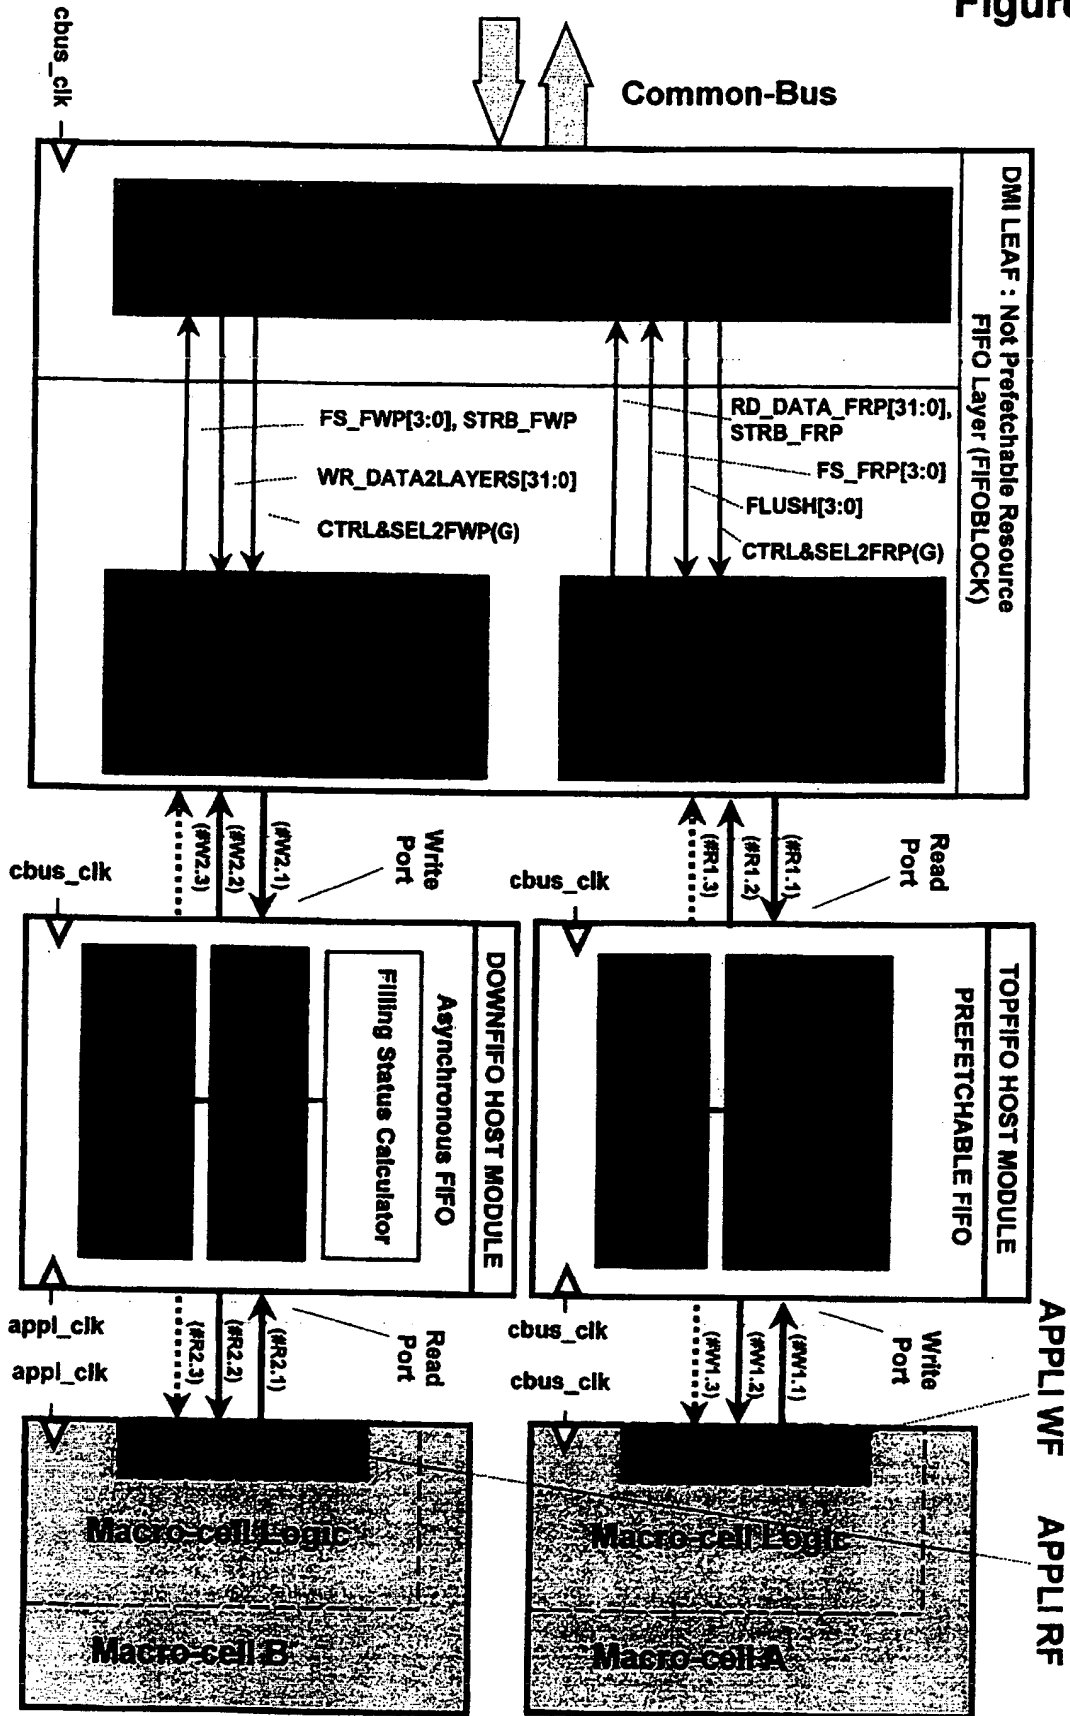 Figure
cbus_clk
Common-Bus
DMI LEAF : Not Prefetchable Resource
FIFO Layer (FIFOBLOCK)
FS_FWP[3:0], STRB_FWP
WR_DATA2LAYERS[31:0]
CTRL&SEL2FWP(G)
RD_DATA_FRP[31:0],
STRB_FRP
FS_FRP[3:0]
FLUSH[3:0]
CTRL&SEL2FRP(G)
(#W2.3)
(#W2.2)
(#W2.1)
Write
Port
(#R1.3)
(#R1.2)
(#R1.1)
Read
Port
cbus_clk
cbus_clk
DOWNFIFO HOST MODULE
Asynchronous FIFO
Filling Status Calculator
TOPFIFO HOST MODULE
PREFETCHABLE FIFO
appl_clk
appl_clk
(#R2.3)
(#R2.2)
(#R2.1)
Read
Port
cbus_clk
cbus_clk
(#W1.3)
(#W1.2)
(#W1.1)
Write
Port
APPLI WF
APPLI RF
Macro-cell Logic
Macro-cell B
Macro-cell Logic
Macro-cell A